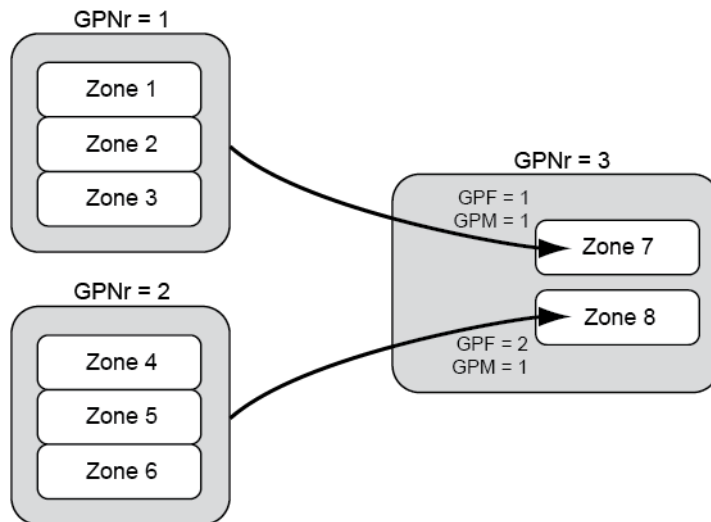 GPNr = 1
Zone 1
Zone 2
Zone 3
GPNr = 2
Zone 4
Zone 5
Zone 6
GPNr = 3
GPF = 1
GPM = 1
Zone 7
Zone 8
GPF = 2
GPM = 1